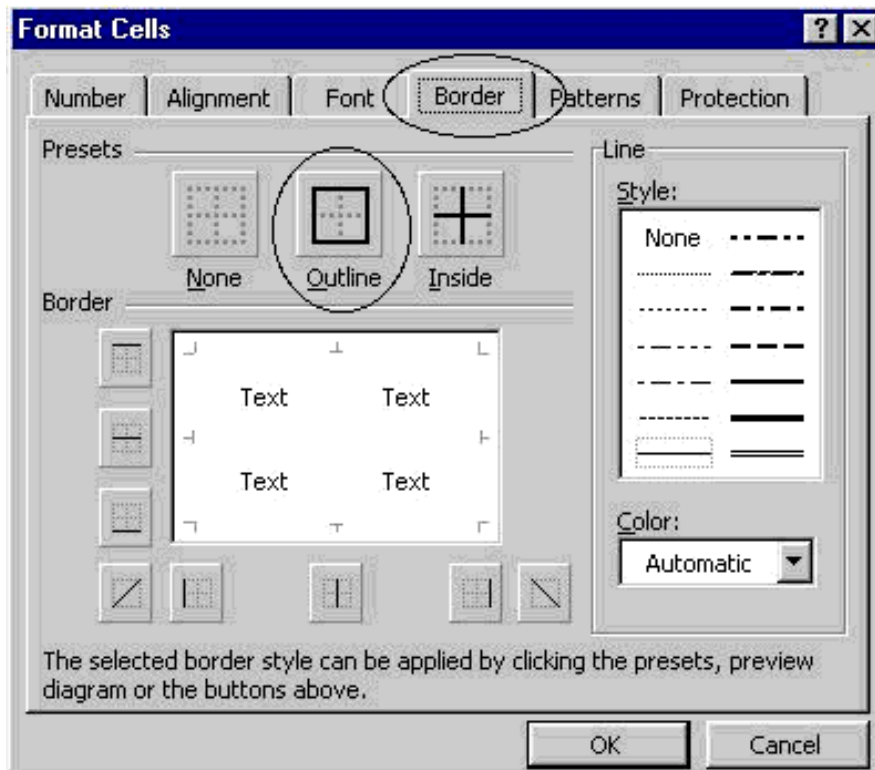 Format Cells
Number Alignment Font Border Patterns Protection
Presets
None Outline Inside
Border
Text Text
Text Text
Line
Style:
None
Color:
Automatic
The selected border style can be applied by clicking the presets, preview
diagram or the buttons above.
OK Cancel